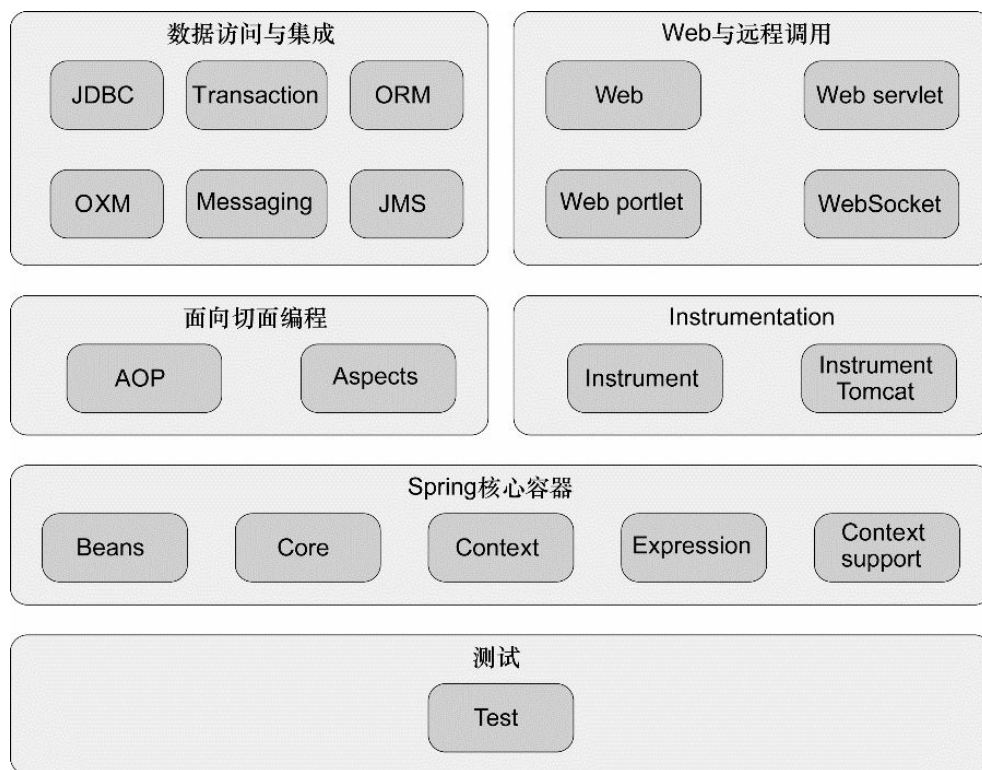 数据访问与集成
JDBC
Transaction
ORM
OXM
Messaging
JMS
Web与远程调用
Web
Web servlet
Web portlet
WebSocket
面向切面编程
AOP
Aspects
Instrumentation
Instrument
Instrument
Tomcat
Spring核心容器
Beans
Core
Context
Expression
Context
support
测试
Test